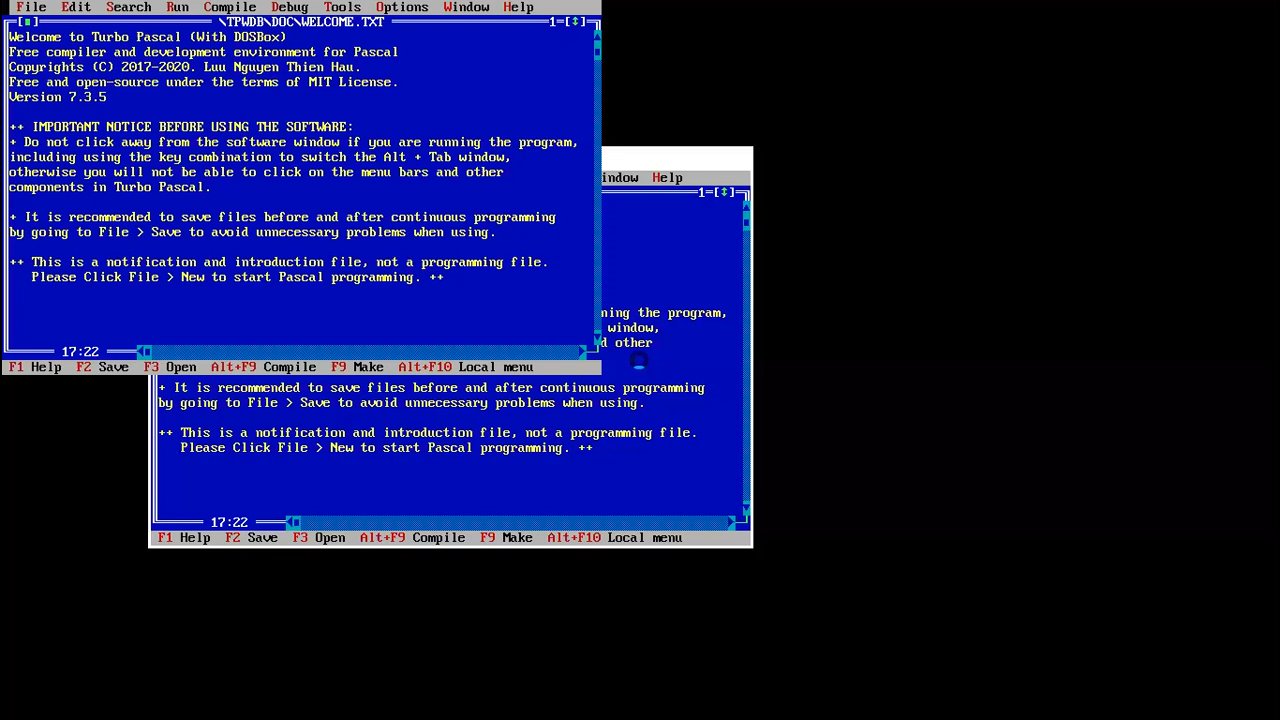 File Edit Search Run Compile Debug Tools Options Window Help
\TPWDB\DOC\WELCOME.TXT 1
Welcome to Turbo Pascal (With DOSBox)
Free compiler and development environment for Pascal
Copyrights (C) 2017-2020. Luu Nguyen Thien Hau.
Free and open-source under the terms of MIT License.
Version 7.3.5
++ IMPORTANT NOTICE BEFORE USING THE SOFTWARE:
+ Do not click away from the software window if you are running the program,
including using the key combination to switch the Alt + Tab window,
otherwise you will not be able to click on the menu bars and other
components in Turbo Pascal.
+ It is recommended to save files before and after continuous programming
by going to File > Save to avoid unnecessary problems when using.
++ This is a notification and introduction file, not a programming file.
Please Click File > New to start Pascal programming. ++
17:22
F1 Help F2 Save F3 Open Alt+F9 Compile F9 Make Alt+F10 Local menu
indow Help
1
ning the program,
window,
d other
+ It is recommended to save files before and after continuous programming
by going to File > Save to avoid unnecessary problems when using.
++ This is a notification and introduction file, not a programming file.
Please Click File > New to start Pascal programming. ++
17:22
F1 Help F2 Save F3 Open Alt+F9 Compile F9 Make Alt+F10 Local menu